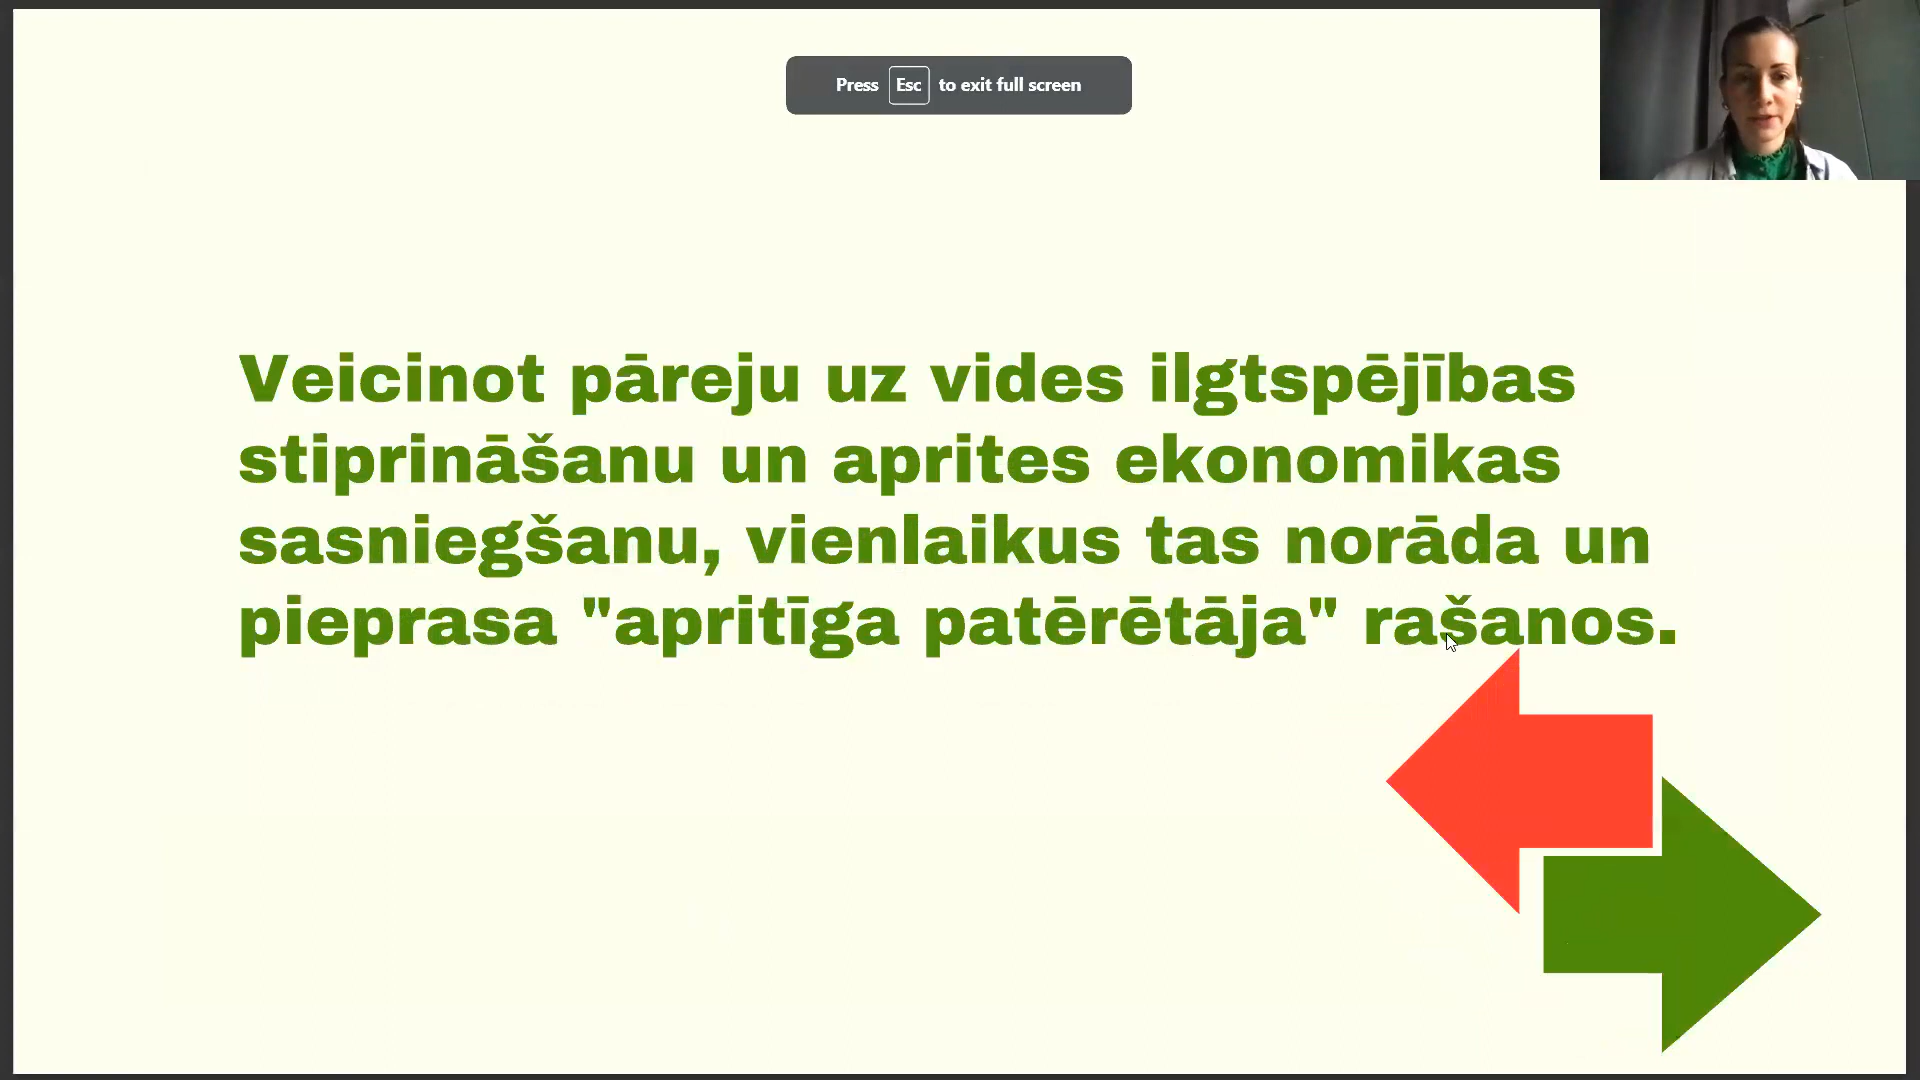 Press Esc to exit full screen
Veicinot pāreju uz vides ilgtspējības
stiprināšanu un aprites ekonomikas
sasniegšanu, vienlaikus tas norāda un
pieprasa "apritīga patērētāja" rašanos.